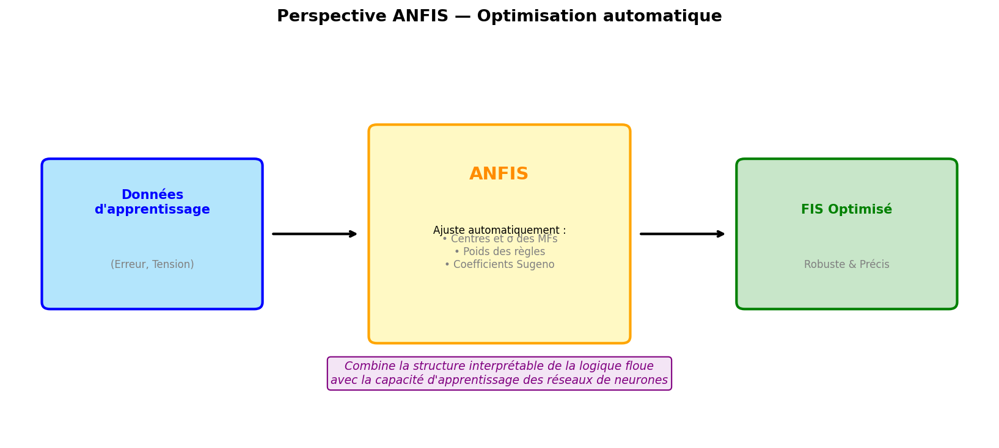 Perspective ANFIS — Optimisation automatique
Données
d'apprentissage
(Erreur, Tension)
ANFIS
Ajuste automatiquement :
• Centres et σ des MFs
• Poids des règles
• Coefficients Sugeno
FIS Optimisé
Robuste & Précis
Combine la structure interprétable de la logique floue
avec la capacité d'apprentissage des réseaux de neurones